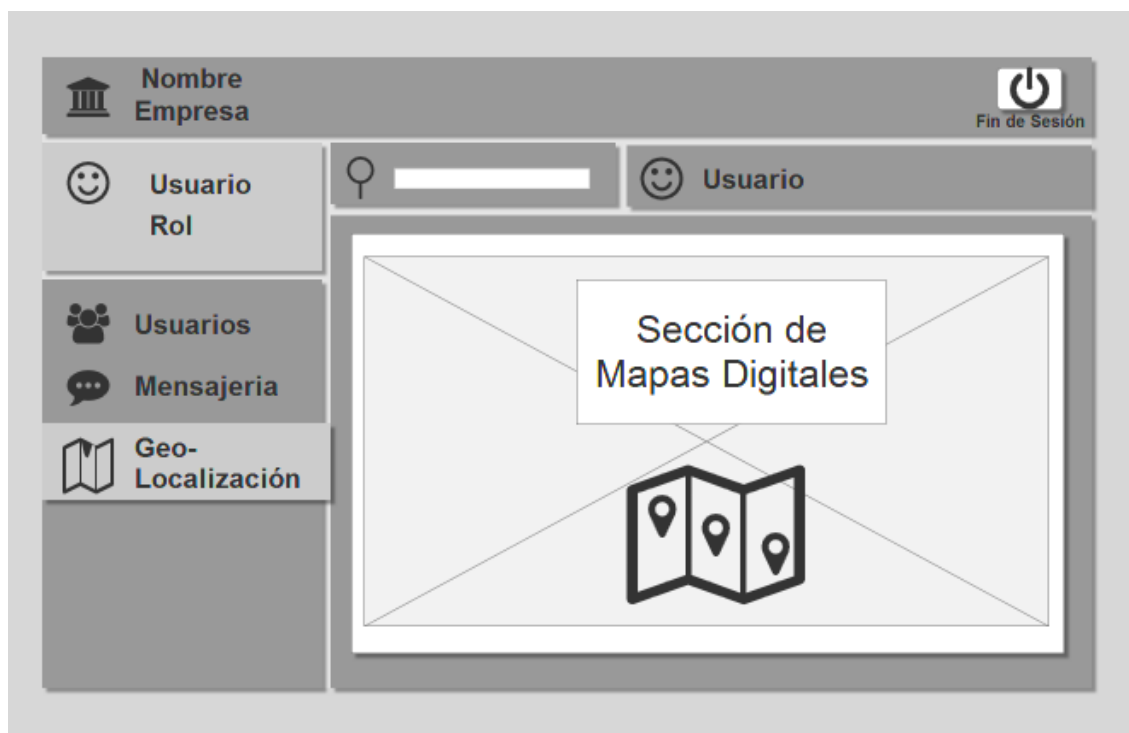 Nombre
Empresa
Fin de Sesión
Usuario
Rol
Usuario
Usuarios
Mensajeria
Geo-
Localización
Sección de
Mapas Digitales